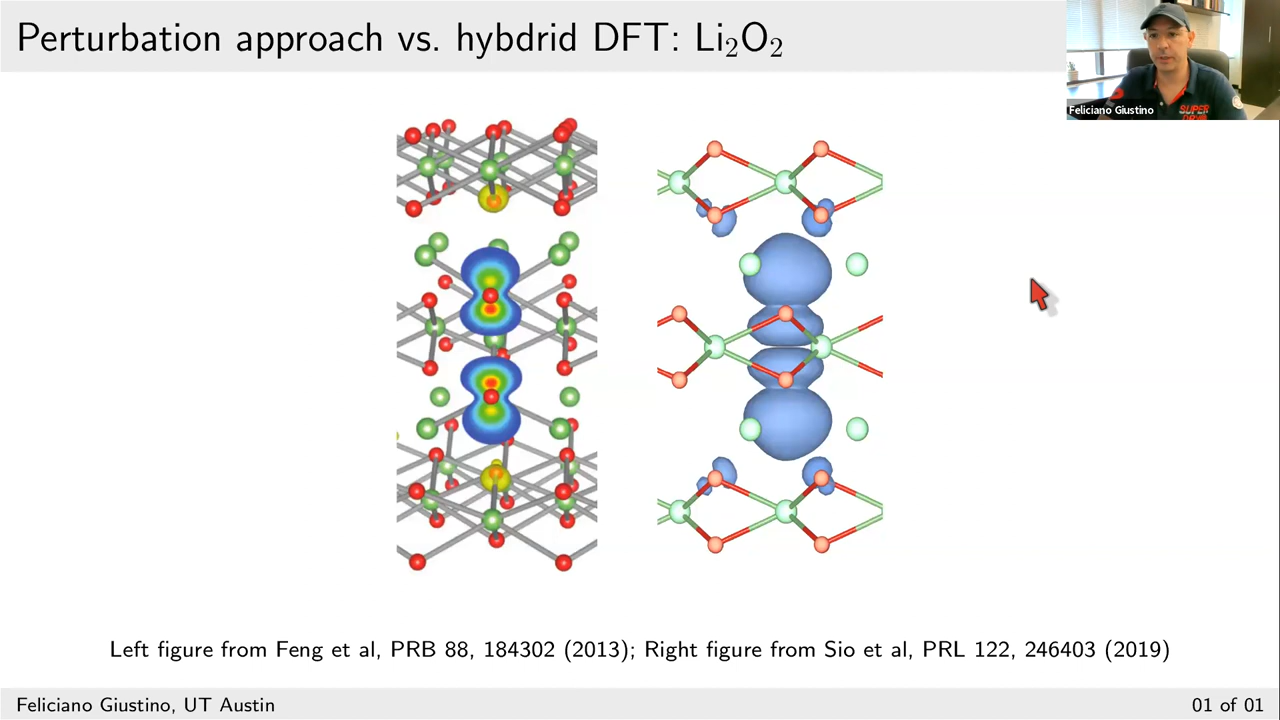 Perturbation approach vs. hybdrid DFT: Li₂O₂
Feliciano Giustino
SUPER
Left figure from Feng et al, PRB 88, 184302 (2013); Right figure from Sio et al, PRL 122, 246403 (2019)
Feliciano Giustino, UT Austin
01 of 01